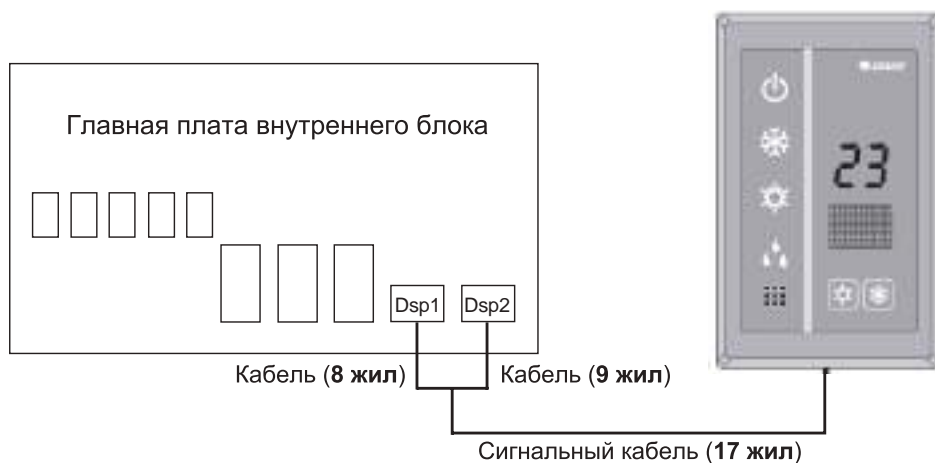 Главная плата внутреннего блока
23
Dsp1
Dsp2
Кабель (8 жил)
Кабель (9 жил)
Сигнальный кабель (17 жил)